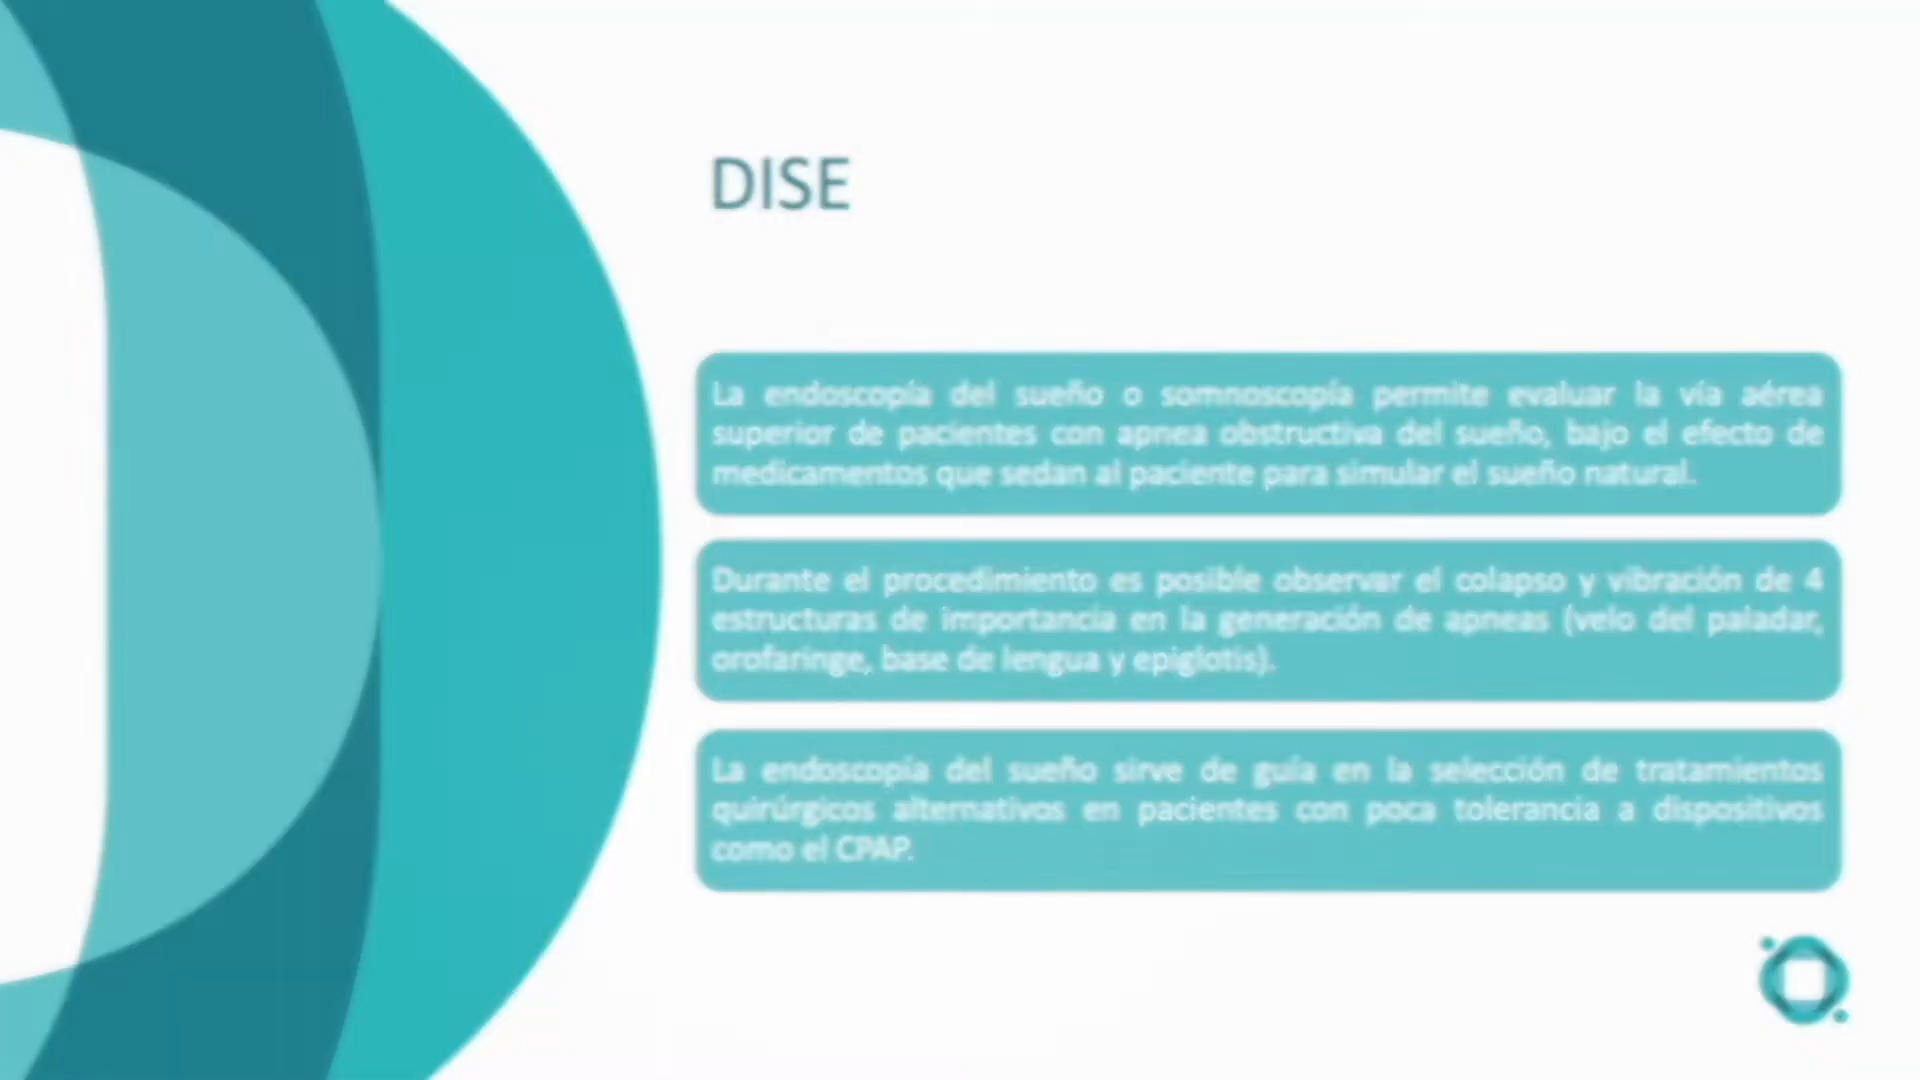 DISE
La endoscopía del sueño o somnoscopía permite evaluar la vía aérea
superior de pacientes con apnea obstructiva del sueño, bajo el efecto de
medicamentos que sedan al paciente para simular el sueño natural.
Durante el procedimiento es posible observar el colapso y vibración de 4
estructuras de importancia en la generación de apneas (velo del paladar,
orofaringe, base de lengua y epiglotis).
La endoscopía del sueño sirve de guía en la selección de tratamientos
quirúrgicos alternativos en pacientes con poca tolerancia a dispositivos
como el CPAP.